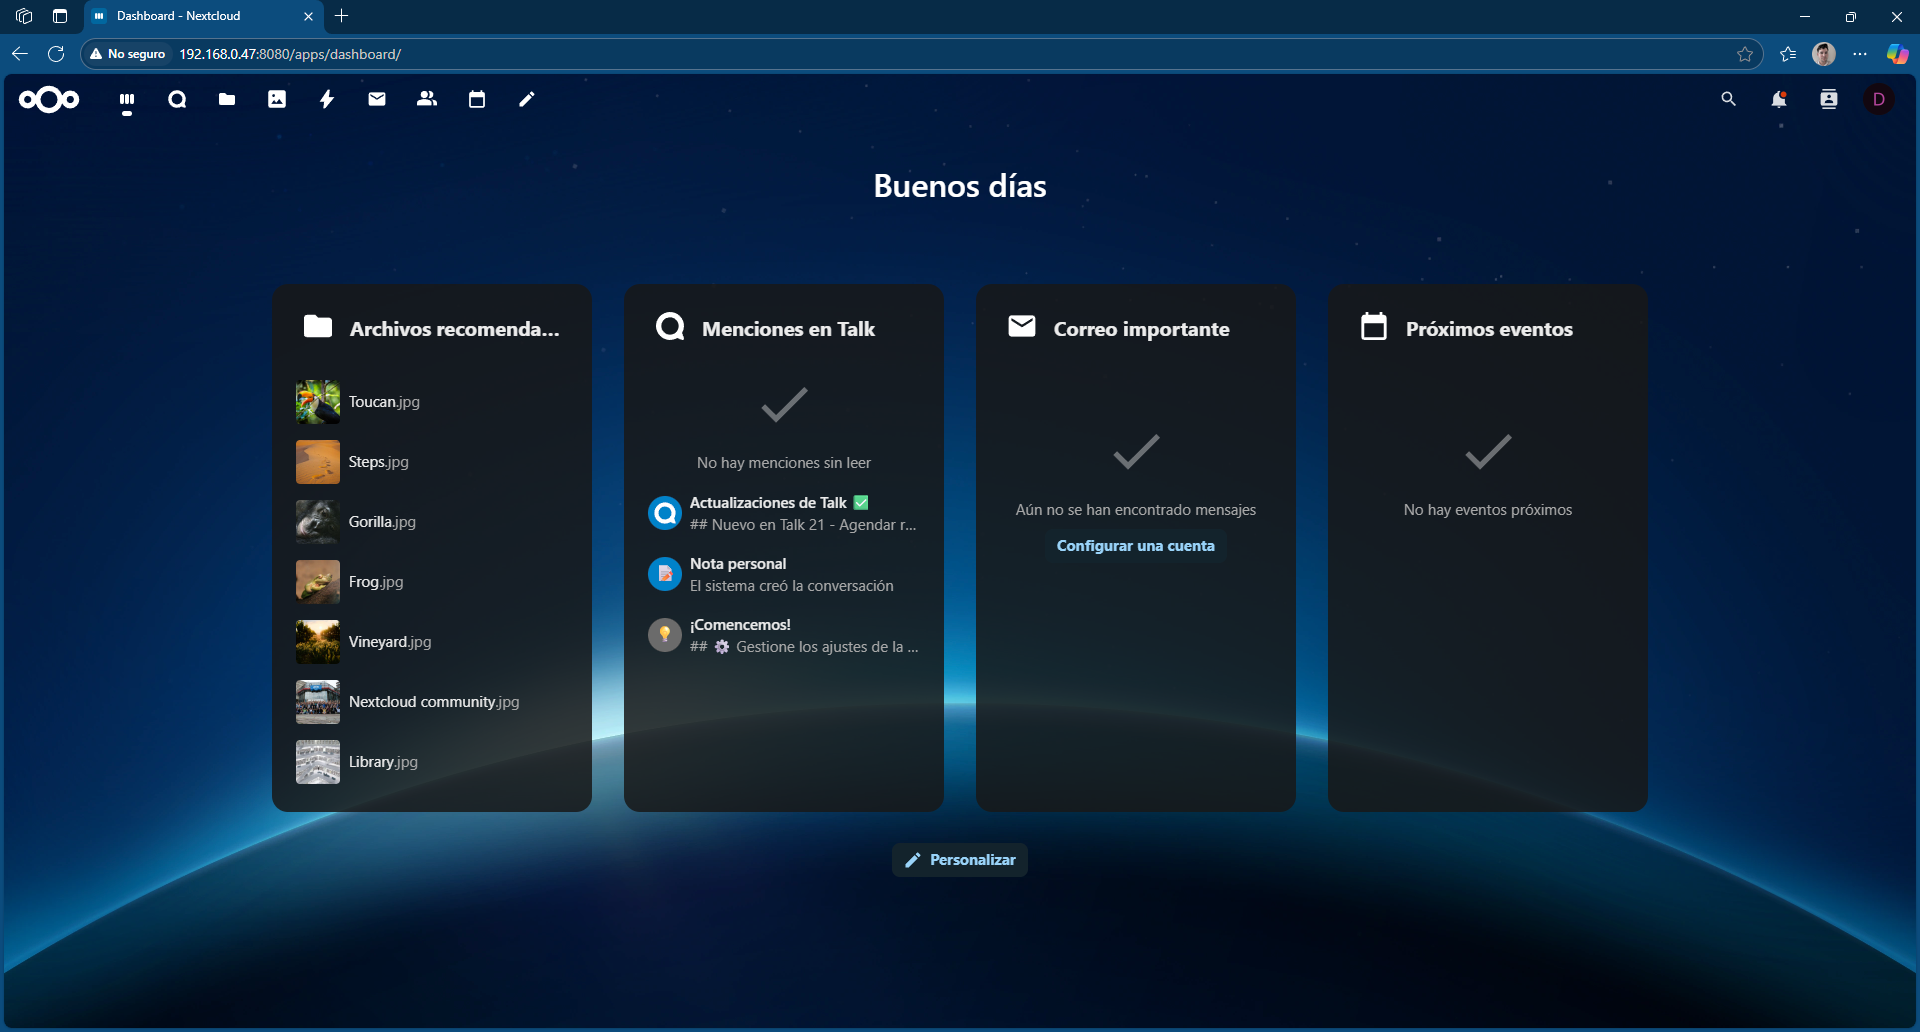 Dashboard - Nextcloud
No seguro
192.168.0.47:8080/apps/dashboard/
D
Buenos días
Archivos recomenda...
Toucan.jpg
Steps.jpg
Gorilla.jpg
Frog.jpg
Vineyard.jpg
Nextcloud community.jpg
Library.jpg
Menciones en Talk
No hay menciones sin leer
Actualizaciones de Talk ✅
## Nuevo en Talk 21 - Agendar r...
Nota personal
El sistema creó la conversación
¡Comencemos!
## ⚙️ Gestione los ajustes de la ...
Correo importante
Aún no se han encontrado mensajes
Configurar una cuenta
Próximos eventos
No hay eventos próximos
Personalizar